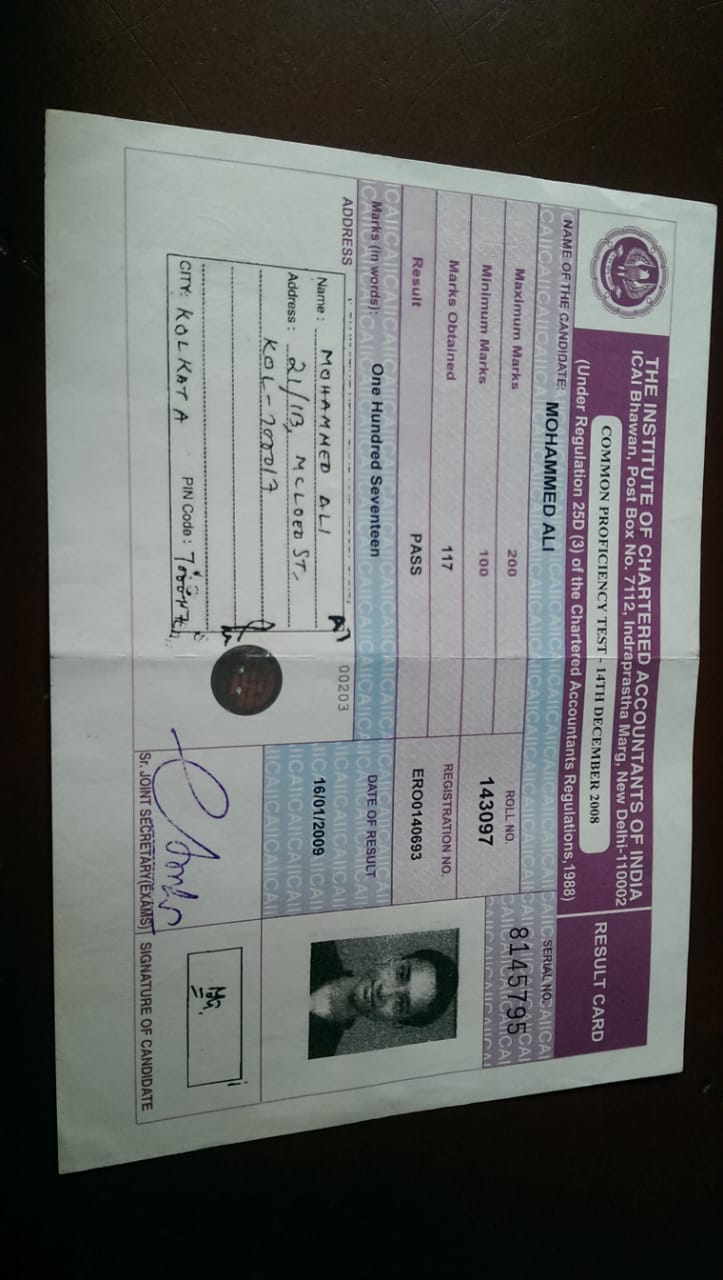 THE INSTITUTE OF CHARTERED ACCOUNTANTS OF INDIA
ICAI Bhawan, Post Box No. 7112, Indraprastha Marg, New Delhi-110002
COMMON PROFICIENCY TEST - 14TH DECEMBER 2008
(Under Regulation 25D (3) of the Chartered Accountants Regulations,1988)
RESULT CARD
NAME OF THE CANDIDATE: MOHAMMED ALI
SERIAL NO.
8145795
Maximum Marks 200
Minimum Marks 100
Marks Obtained 117
Result PASS
ROLL NO.
143097
REGISTRATION NO.
ERO0140693
Marks (in words): One Hundred Seventeen
DATE OF RESULT
16/01/2009
ADDRESS
00203
Name: MOHAMMED ALI
Address: 21/1B, MCLOED ST,
KOL-700017
CITY: KOLKATA PIN Code:
Sr. JOINT SECRETARY(EXAMS)
SIGNATURE OF CANDIDATE